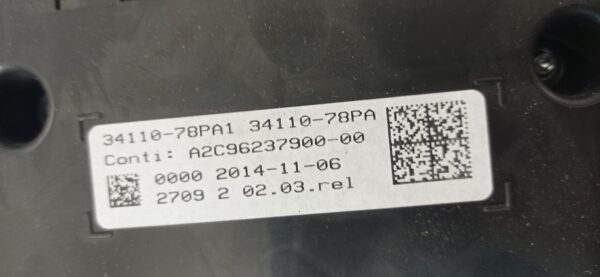 34110-78PA1 34110-78PA
Conti: A2C96237900-00
0000 2014-11-06
2709 2 02.03.rel